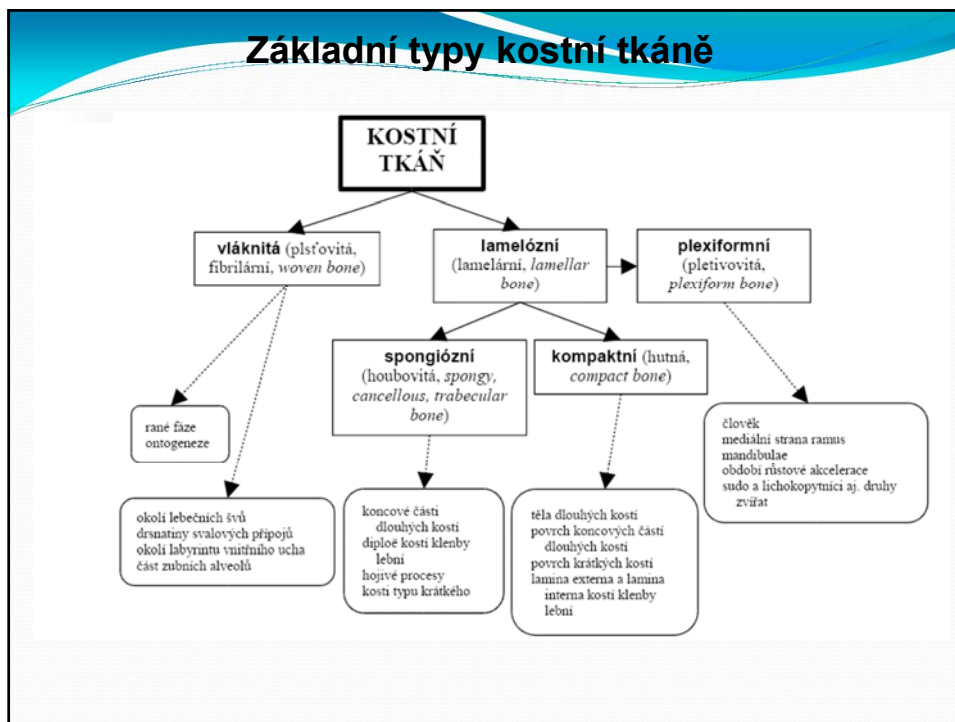 Základní typy kostní tkáně
KOSTNÍ
TKÁŇ
vláknitá (plsťovitá,
fibrilární, woven bone)
lamelózní
(lamelární, lamellar
bone)
plexiformní
(pletivovitá,
plexiform bone)
spongiózní
(houbovitá, spongy,
cancellous, trabecular
bone)
kompaktní (hutná,
compact bone)
rané fáze
ontogeneze
okolí lebečních švů
drsnatiny svalových přípojů
okolí labyrintu vnitřního ucha
část zubních alveolů
koncové části
dlouhých kostí
diploë kostí klenby
lební
hojivé procesy
kosti typu krátkého
těla dlouhých kostí
povrch koncových částí
dlouhých kostí
povrch krátkých kostí
lamina externa a lamina
interna kostí klenby
lební
člověk
mediální strana ramus
mandibulae
období růstové akcelerace
sudo a lichokopytníci aj. druhy
zvířat